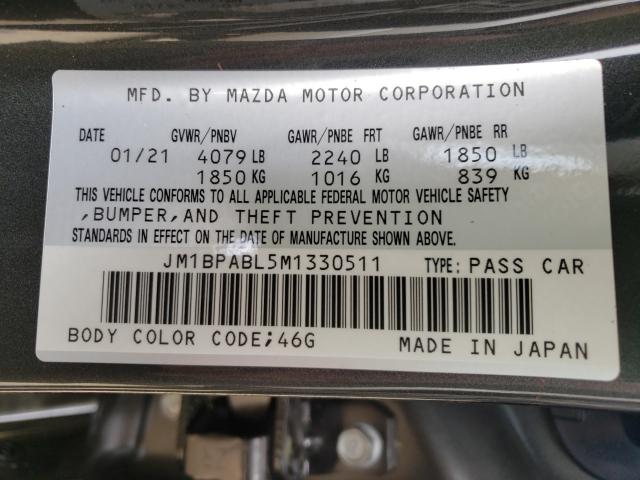 MFD. BY MAZDA MOTOR CORPORATION
DATE GVWR/PNBV GAWR/PNBE FRT GAWR/PNBE RR
01/21 4079 LB 2240 LB 1850 LB
1850 KG 1016 KG 839 KG
THIS VEHICLE CONFORMS TO ALL APPLICABLE FEDERAL MOTOR VEHICLE SAFETY
,BUMPER,AND THEFT PREVENTION
STANDARDS IN EFFECT ON THE DATE OF MANUFACTURE SHOWN ABOVE.
JM1BPABL5M1330511 TYPE: PASS CAR
BODY COLOR CODE;46G MADE IN JAPAN